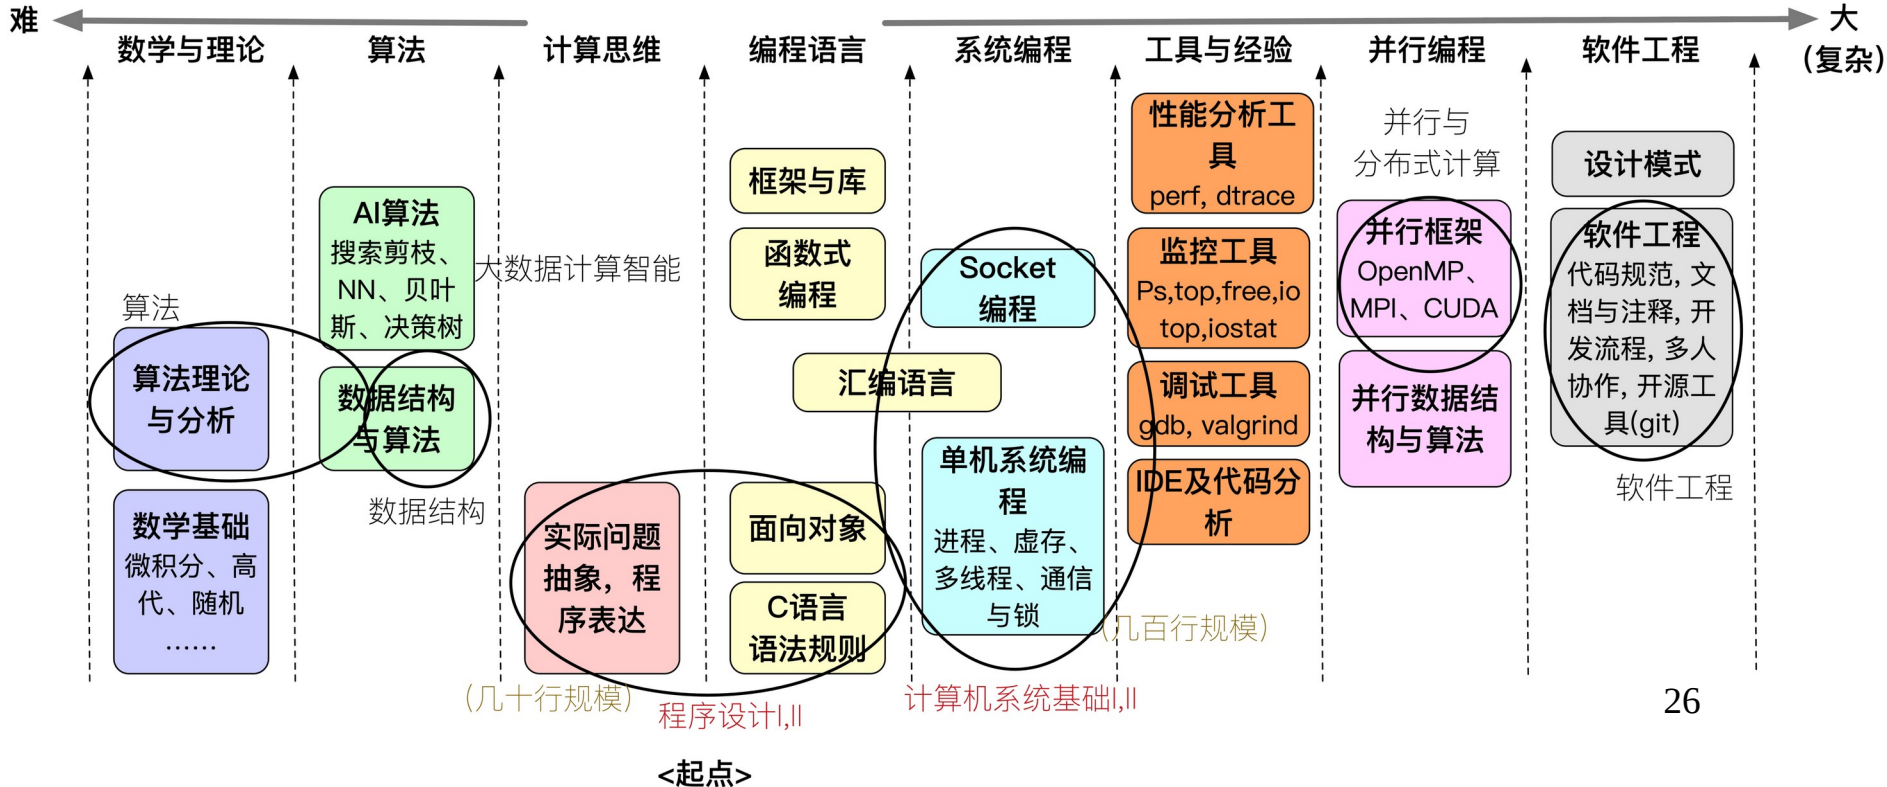 难
大
(复杂)
数学与理论
算法
计算思维
编程语言
系统编程
工具与经验
并行编程
软件工程
算法
算法理论
与分析
数学基础
微积分、高
代、随机
……
AI算法
搜索剪枝、
NN、贝叶
斯、决策树
数据结构
与算法
数据结构
大数据计算智能
实际问题
抽象，程
序表达
(几十行规模)
框架与库
函数式
编程
汇编语言
面向对象
C语言
语法规则
程序设计I,II
<起点>
Socket
编程
单机系统编
程
进程、虚存、
多线程、通信
与锁
(几百行规模)
计算机系统基础I,II
性能分析工
具
perf, dtrace
监控工具
Ps,top,free,io
top,iostat
调试工具
gdb, valgrind
IDE及代码分
析
并行与
分布式计算
并行框架
OpenMP、
MPI、CUDA
并行数据结
构与算法
设计模式
软件工程
代码规范, 文
档与注释, 开
发流程, 多人
协作, 开源工
具(git)
软件工程
26